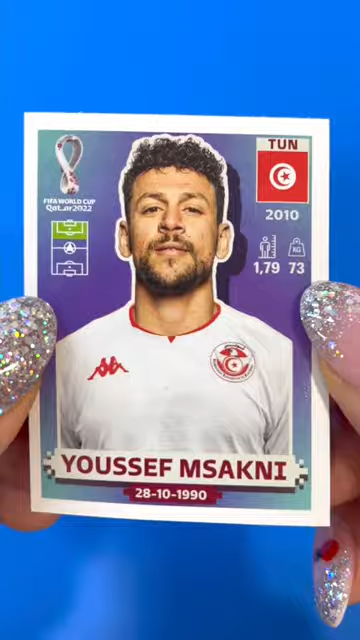 TUN
FIFA WORLD CUP
Qatar2022
2010
KG
1,79 73
YOUSSEF MSAKNI
28-10-1990